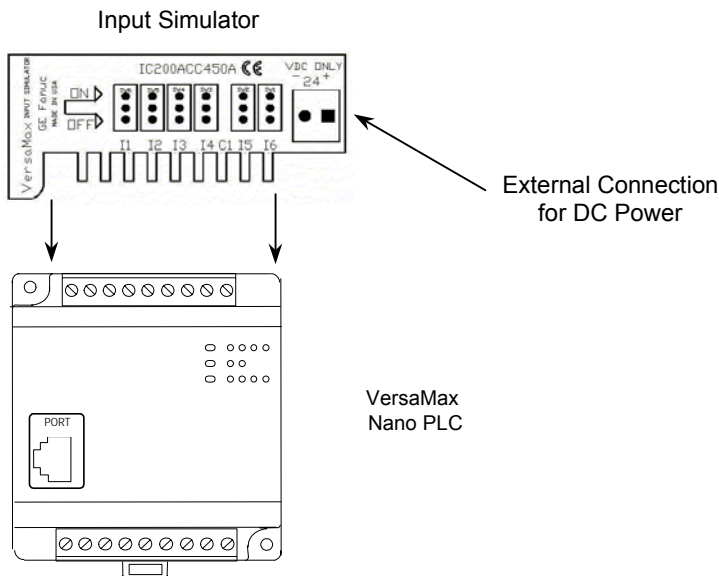 Input Simulator
IC200ACC450A CE
VDC ONLY
- 24 +
VersaMax INPUT SIMULATOR
GE Fanuc
MADE IN USA
ON
OFF
I1 I2 I3 I4 C1 I5 I6
External Connection
for DC Power
VersaMax
Nano PLC
PORT